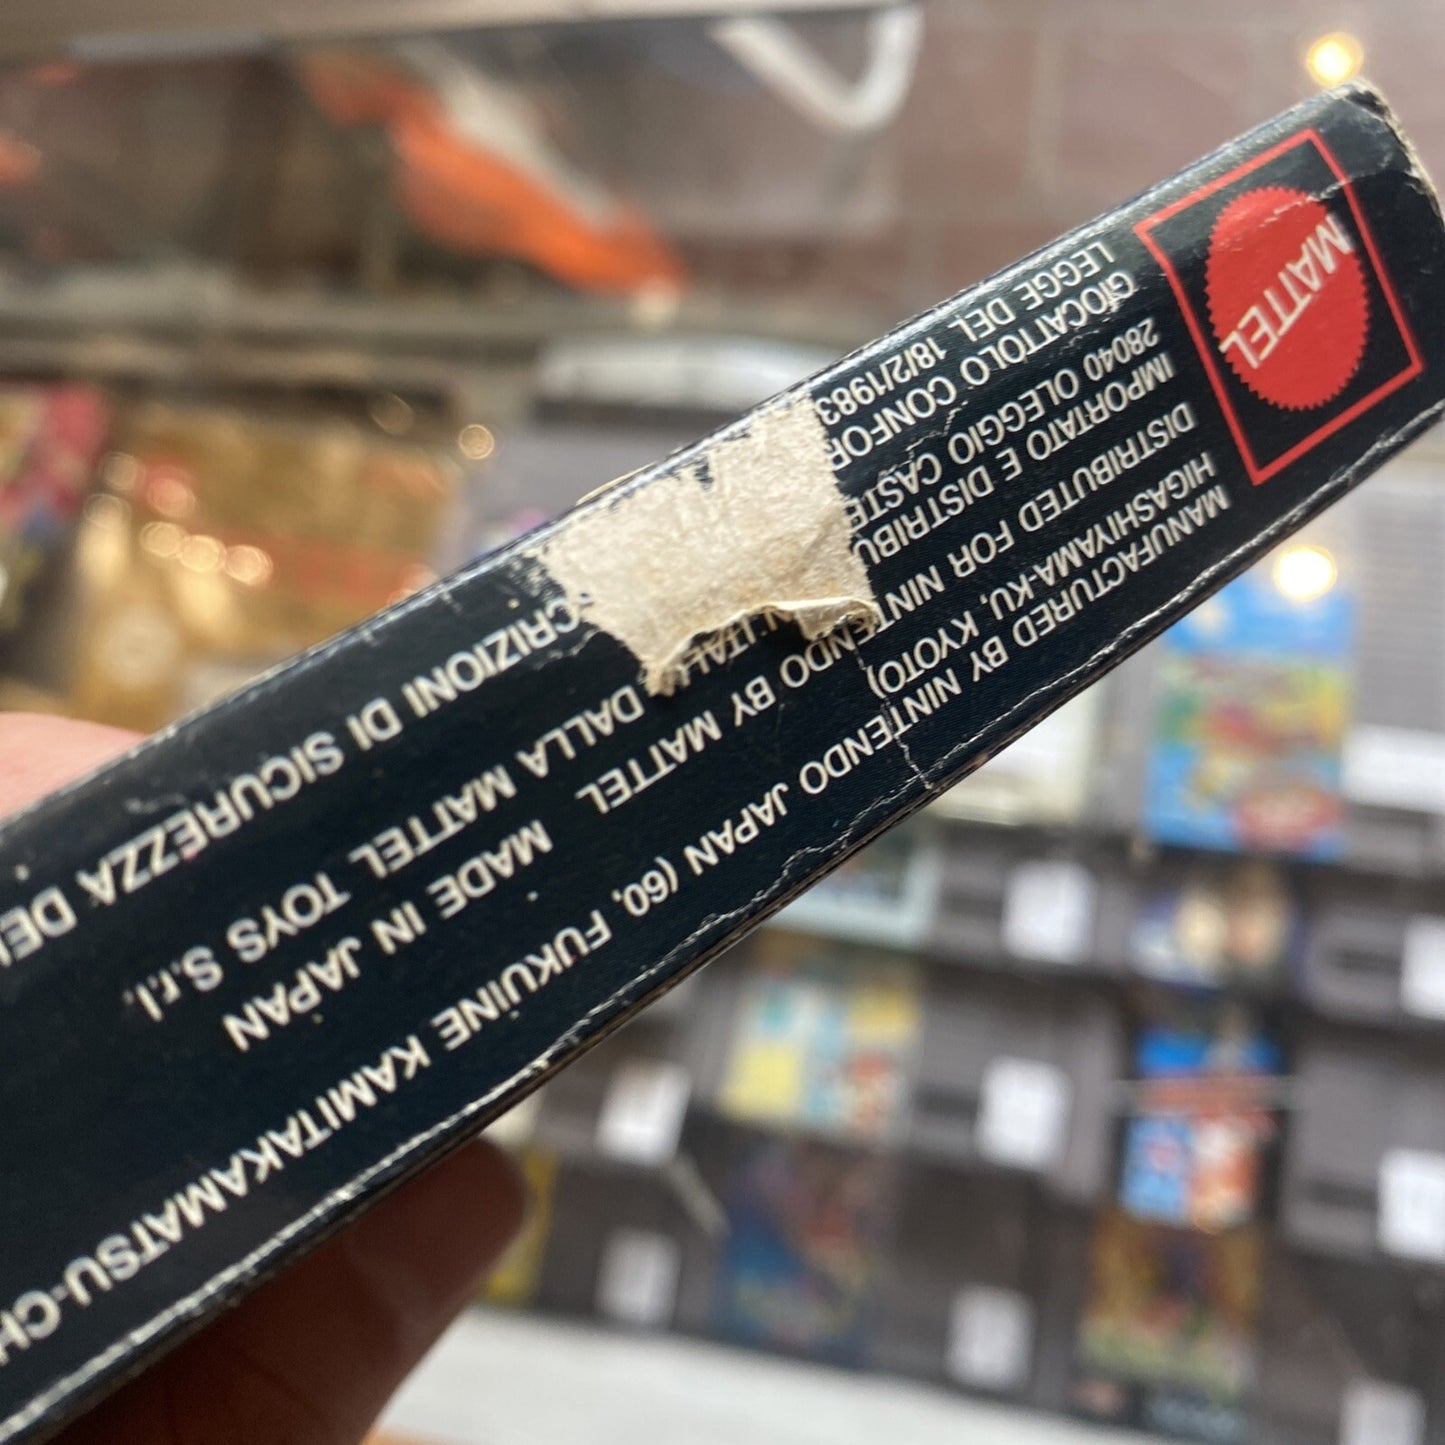 MATTEL
MANUFACTURED BY NINTENDO JAPAN (60, FUKUINE KAMITAKAMATSU-CH
HIGASHIYAMA-KU, KYOTO)
DISTRIBUTED FOR NINTENDO BY MATTEL MADE IN JAPAN
IMPORTATO E DISTRIBU N ITALI DALLA MATTEL TOYS S.r.l.
28040 OLEGGIO CASTE
GIOCATTOLO CONFOR CRIZIONI DI SICUREZZA DEL
LEGGE DEL 18/2/1983